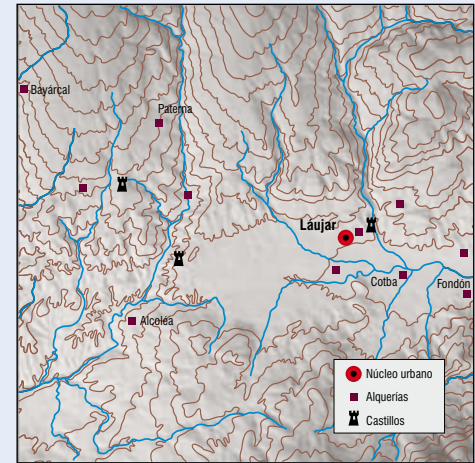 Bayárcal
Paterna
Láujar
Cotba
Fondón
Alcolea
Núcleo urbano
Alquerías
Castillos